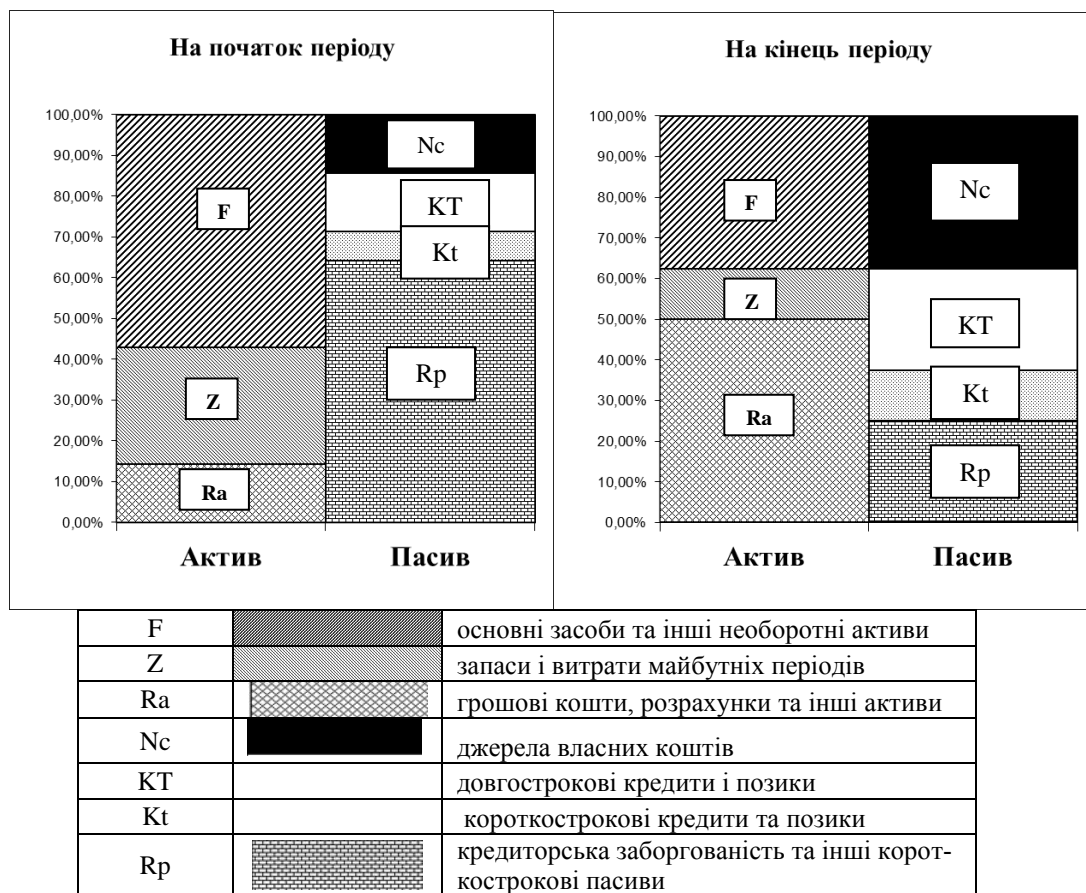 На початок періоду
100,00%
90,00%
80,00%
70,00%
60,00%
50,00%
40,00%
30,00%
20,00%
10,00%
0,00%
F
Z
Ra
Nc
KT
Kt
Rp
Актив
Пасив
На кінець періоду
100,00%
90,00%
80,00%
70,00%
60,00%
50,00%
40,00%
30,00%
20,00%
10,00%
0,00%
F
Z
Ra
Nc
KT
Kt
Rp
Актив
Пасив
F основні засоби та інші необоротні активи
Z запаси і витрати майбутніх періодів
Ra грошові кошти, розрахунки та інші активи
Nc джерела власних коштів
KT довгострокові кредити і позики
Kt короткострокові кредити та позики
Rp кредиторська заборгованість та інші корот-
кострокові пасиви